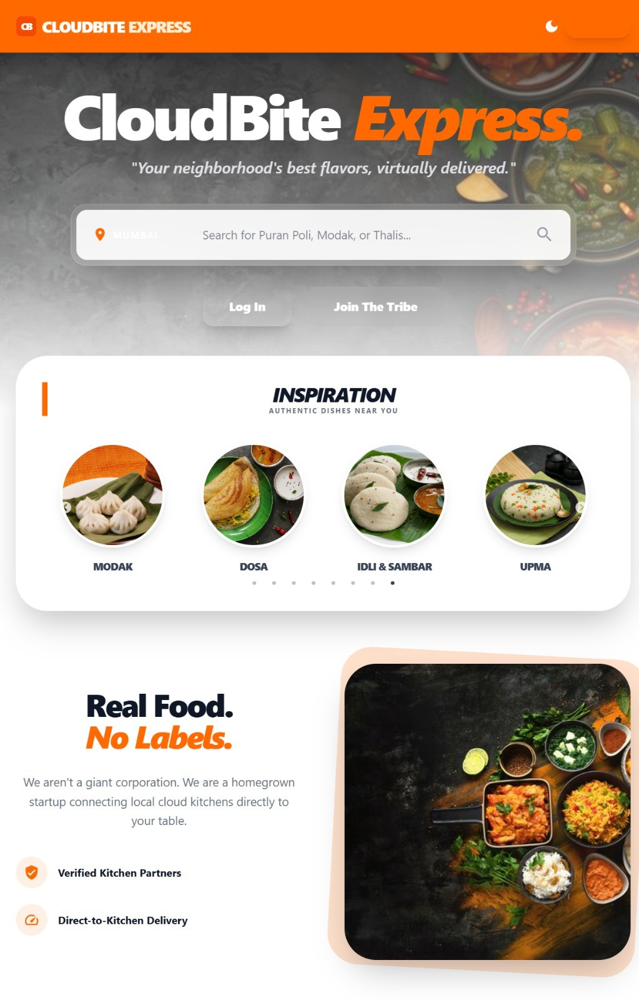 CB CLOUDBITE EXPRESS
CloudBite Express.
"Your neighborhood's best flavors, virtually delivered."
MUMBAI Search for Puran Poli, Modak, or Thalis...
Log In Join The Tribe
INSPIRATION
AUTHENTIC DISHES NEAR YOU
MODAK DOSA IDLI & SAMBAR UPMA
Real Food.
No Labels.
We aren't a giant corporation. We are a homegrown
startup connecting local cloud kitchens directly to
your table.
Verified Kitchen Partners
Direct-to-Kitchen Delivery